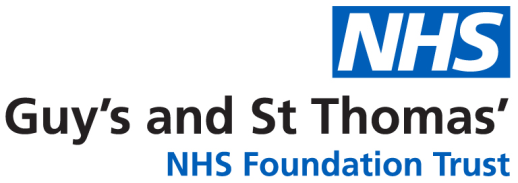 NHS
Guy's and St Thomas'
NHS Foundation Trust